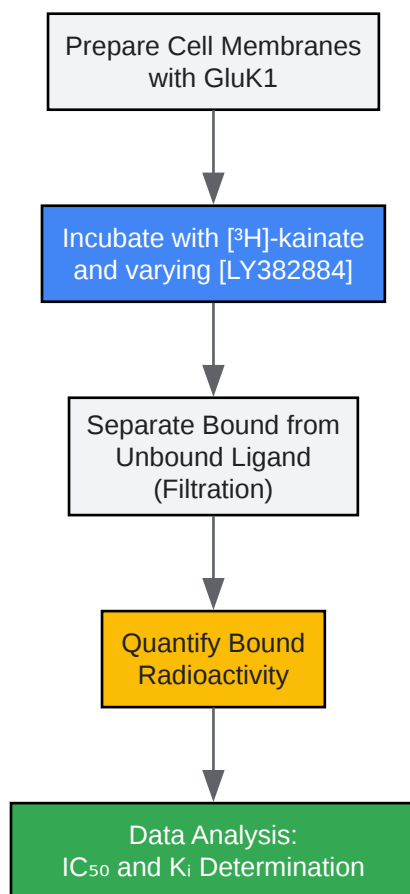 Prepare Cell Membranes
with GluK1
Incubate with [³H]-kainate
and varying [LY382884]
Separate Bound from
Unbound Ligand
(Filtration)
Quantify Bound
Radioactivity
Data Analysis:
IC₅₀ and Kᵢ Determination